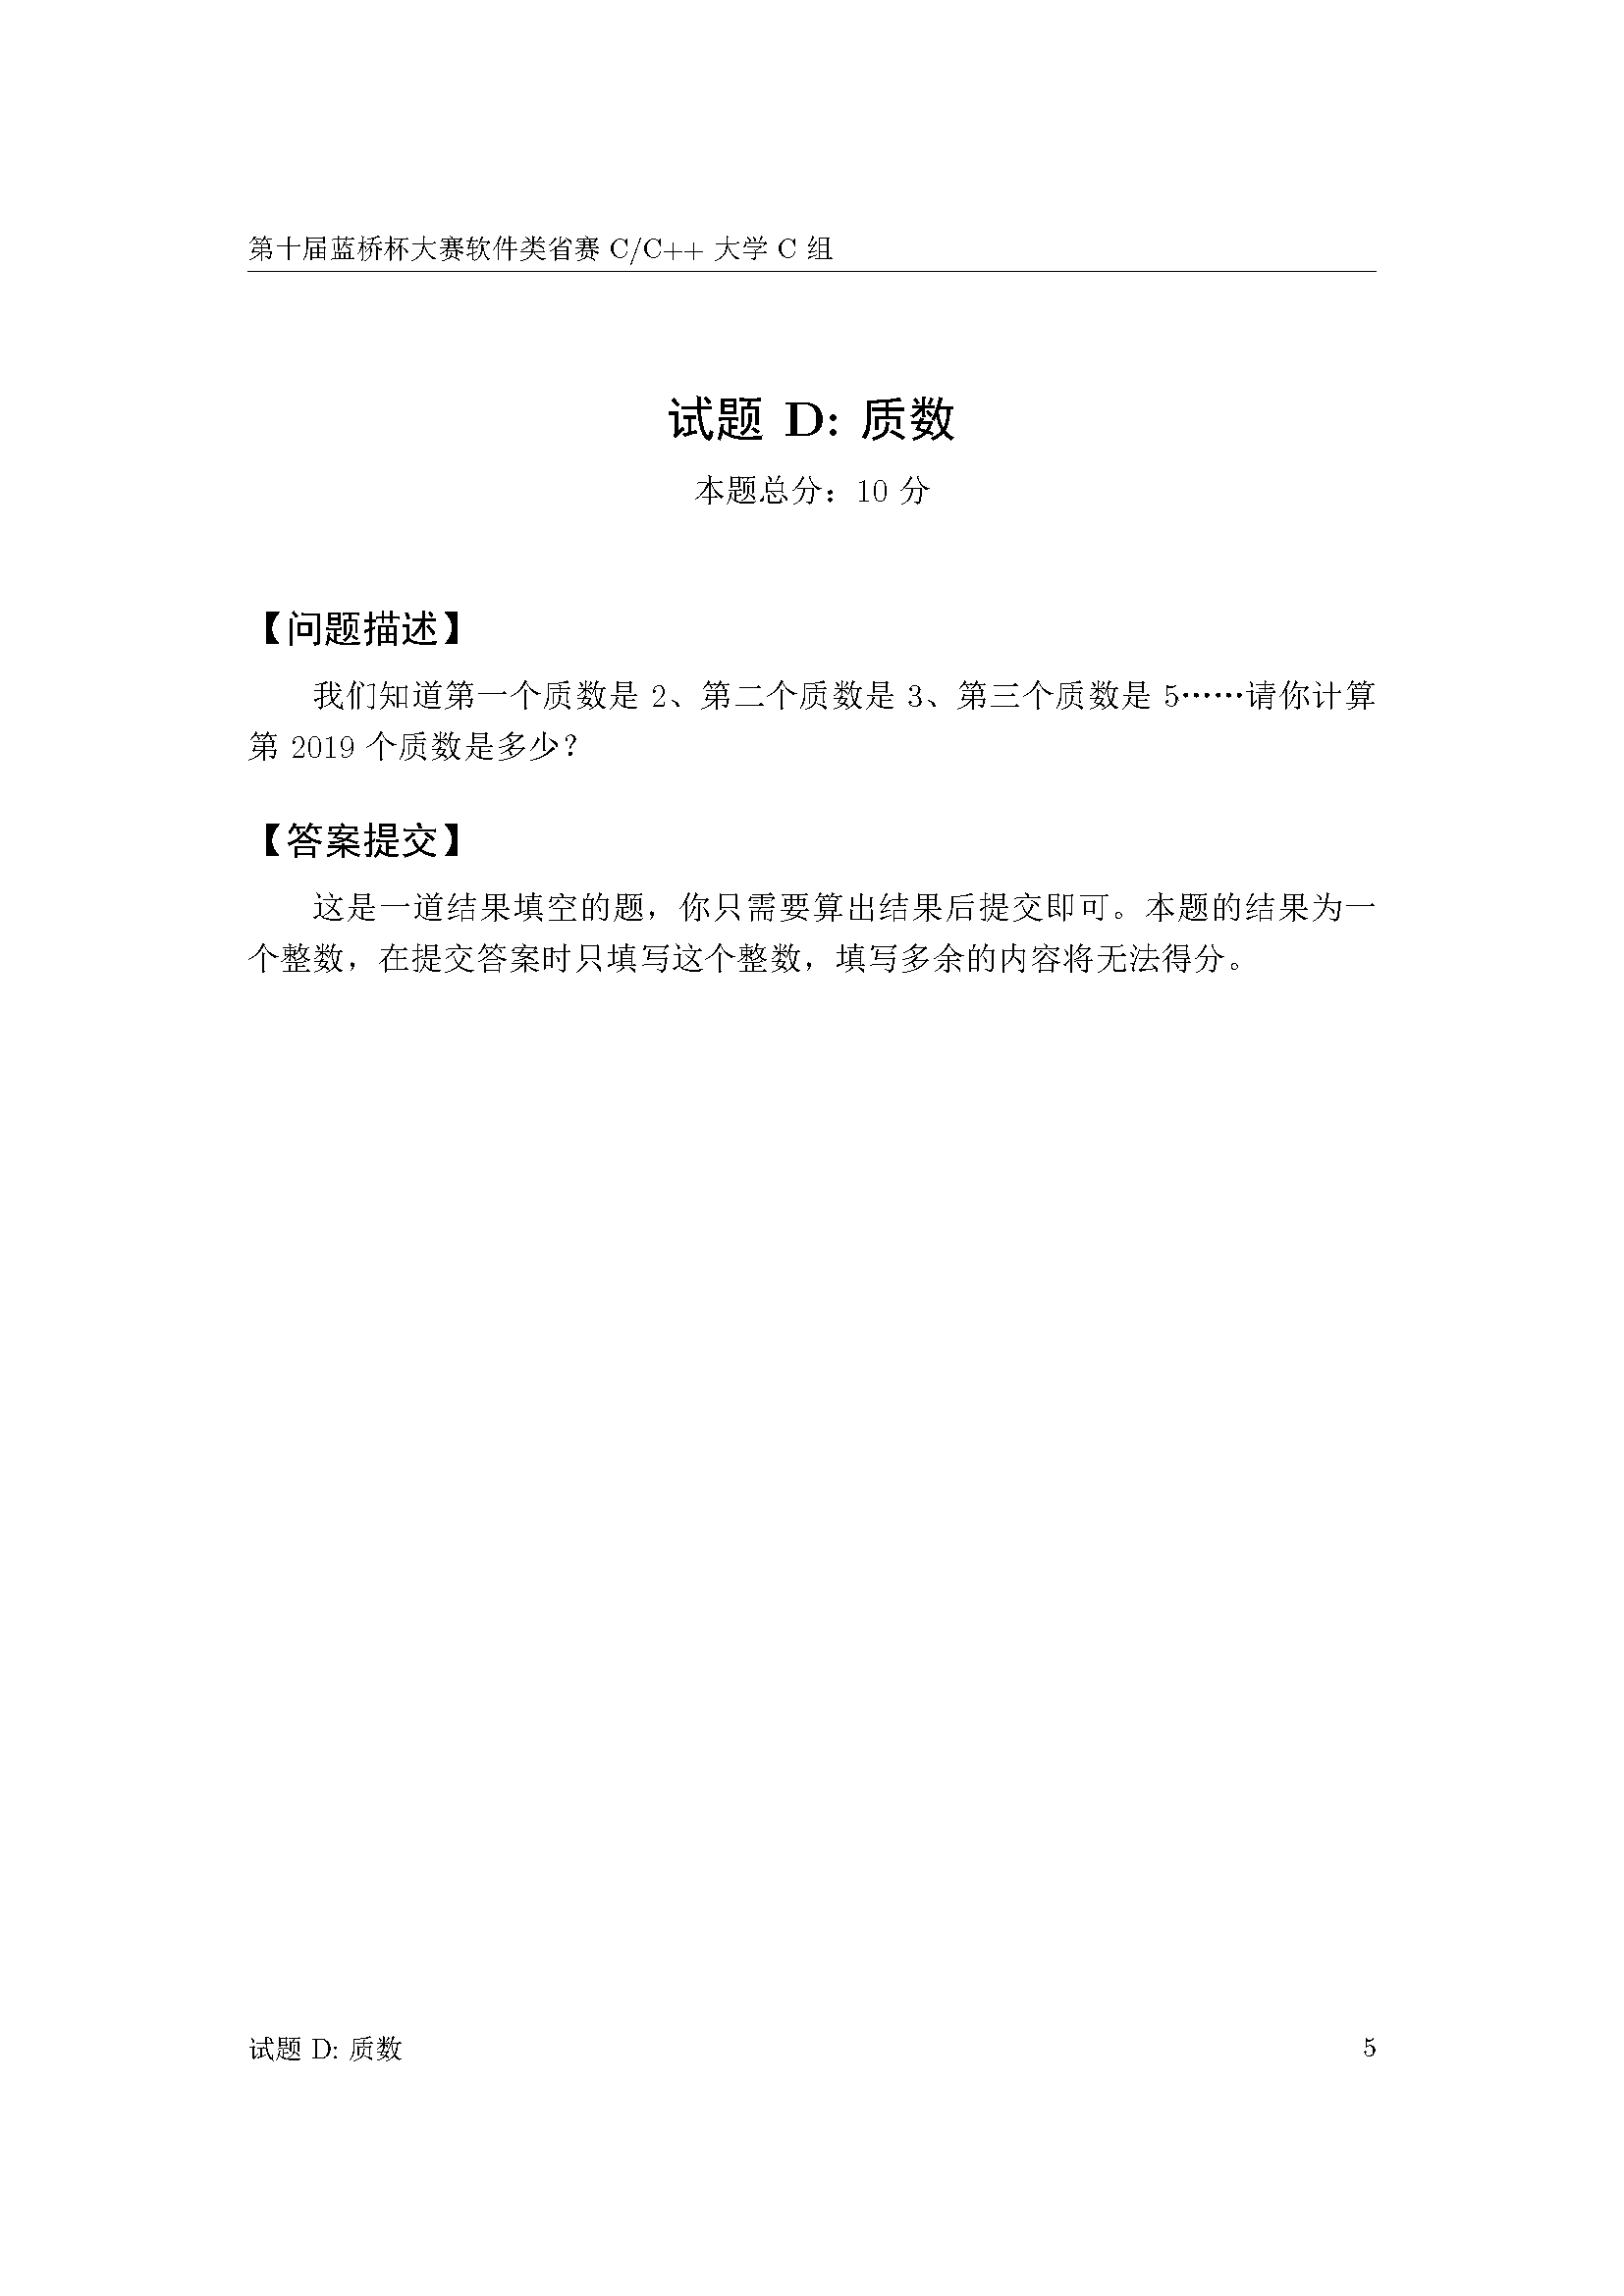 第十届蓝桥杯大赛软件类省赛 C/C++ 大学 C 组
试题 D: 质数
本题总分：10 分
【问题描述】
我们知道第一个质数是 2、第二个质数是 3、第三个质数是 5……请你计算
第 2019 个质数是多少？
【答案提交】
这是一道结果填空的题，你只需要算出结果后提交即可。本题的结果为一
个整数，在提交答案时只填写这个整数，填写多余的内容将无法得分。
试题 D: 质数 5